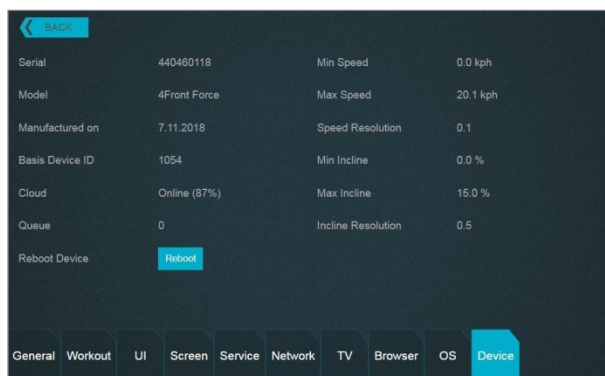 BACK
Serial 440460118 Min Speed 0.0 kph
Model 4Front Force Max Speed 20.1 kph
Manufactured on 7.11.2018 Speed Resolution 0.1
Basis Device ID 1054 Min Incline 0.0 %
Cloud Online (87%) Max Incline 15.0 %
Queue 0 Incline Resolution 0.5
Reboot Device Reboot
General Workout UI Screen Service Network TV Browser OS Device